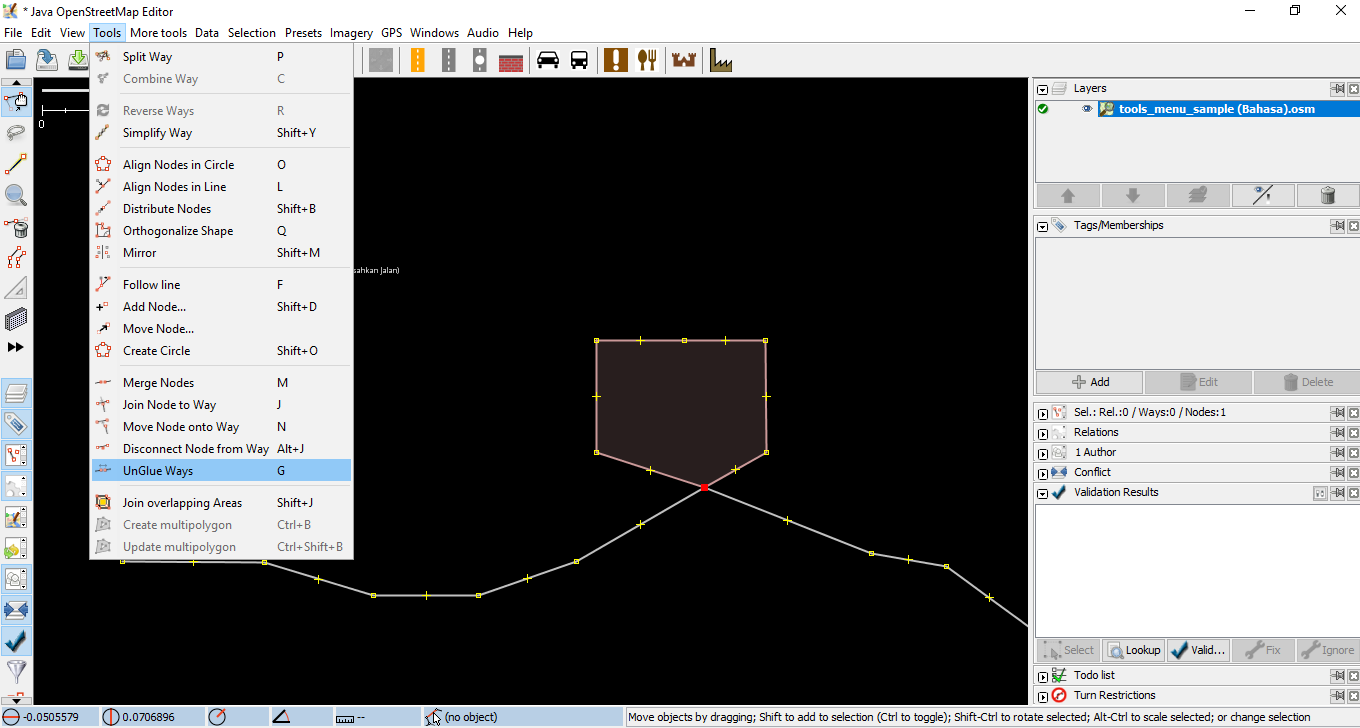 * Java OpenStreetMap Editor
File Edit View Tools More tools Data Selection Presets Imagery GPS Windows Audio Help
Split Way P
Combine Way C
Reverse Ways R
Simplify Way Shift+Y
Align Nodes in Circle O
Align Nodes in Line L
Distribute Nodes Shift+B
Orthogonalize Shape Q
Mirror Shift+M
Follow line F
Add Node... Shift+D
Move Node...
Create Circle Shift+O
Merge Nodes M
Join Node to Way J
Move Node onto Way N
Disconnect Node from Way Alt+J
UnGlue Ways G
Join overlapping Areas Shift+J
Create multipolygon Ctrl+B
Update multipolygon Ctrl+Shift+B
0
sahkan Jalan)
Layers
tools_menu_sample (Bahasa).osm
Tags/Memberships
Add Edit Delete
Sel.: Rel.:0 / Ways:0 / Nodes:1
Relations
1 Author
Conflict
Validation Results
Select Lookup Valid... Fix Ignore
Todo list
Turn Restrictions
-0.0505579 0.0706896 -- (no object) Move objects by dragging; Shift to add to selection (Ctrl to toggle); Shift-Ctrl to rotate selected; Alt-Ctrl to scale selected; or change selection